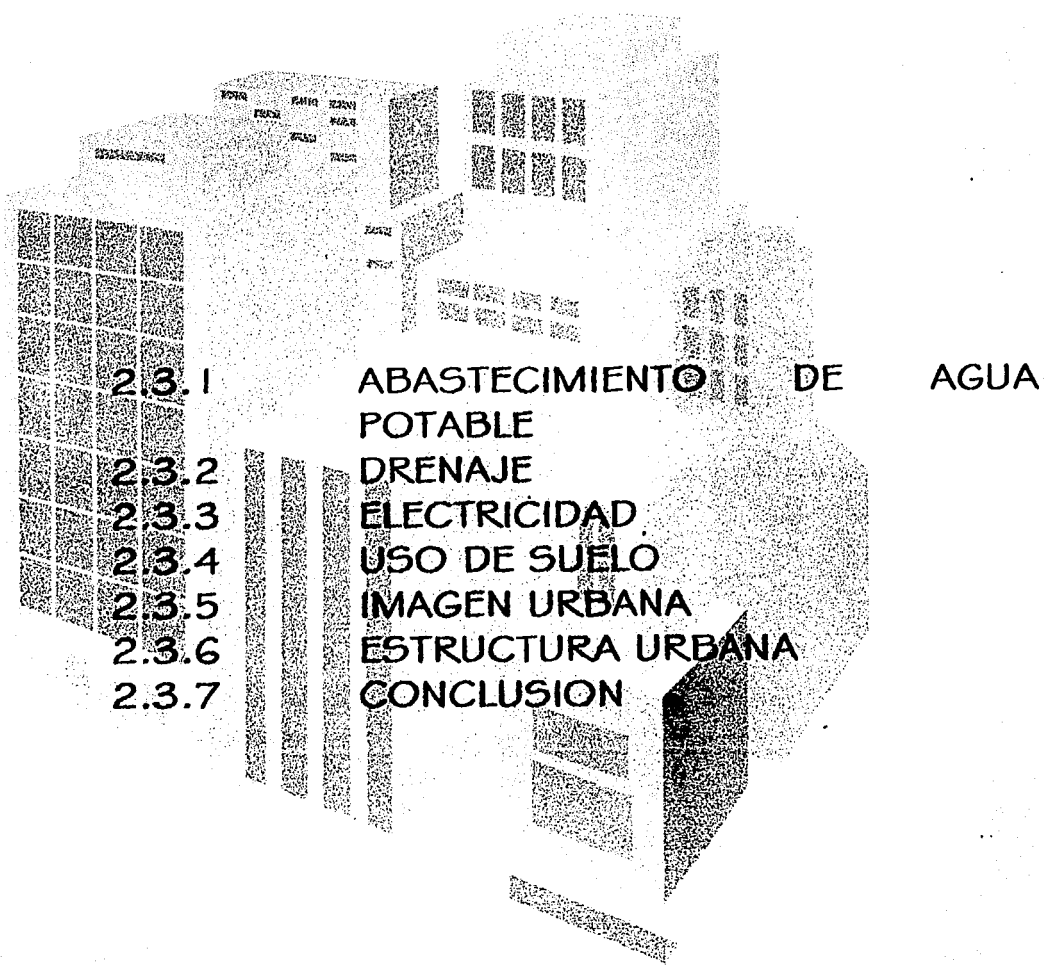 2.3.1 ABASTECIMIENTO DE AGUA
POTABLE
2.3.2 DRENAJE
2.3.3 ELECTRICIDAD
2.3.4 USO DE SUELO
2.3.5 IMAGEN URBANA
2.3.6 ESTRUCTURA URBANA
2.3.7 CONCLUSION